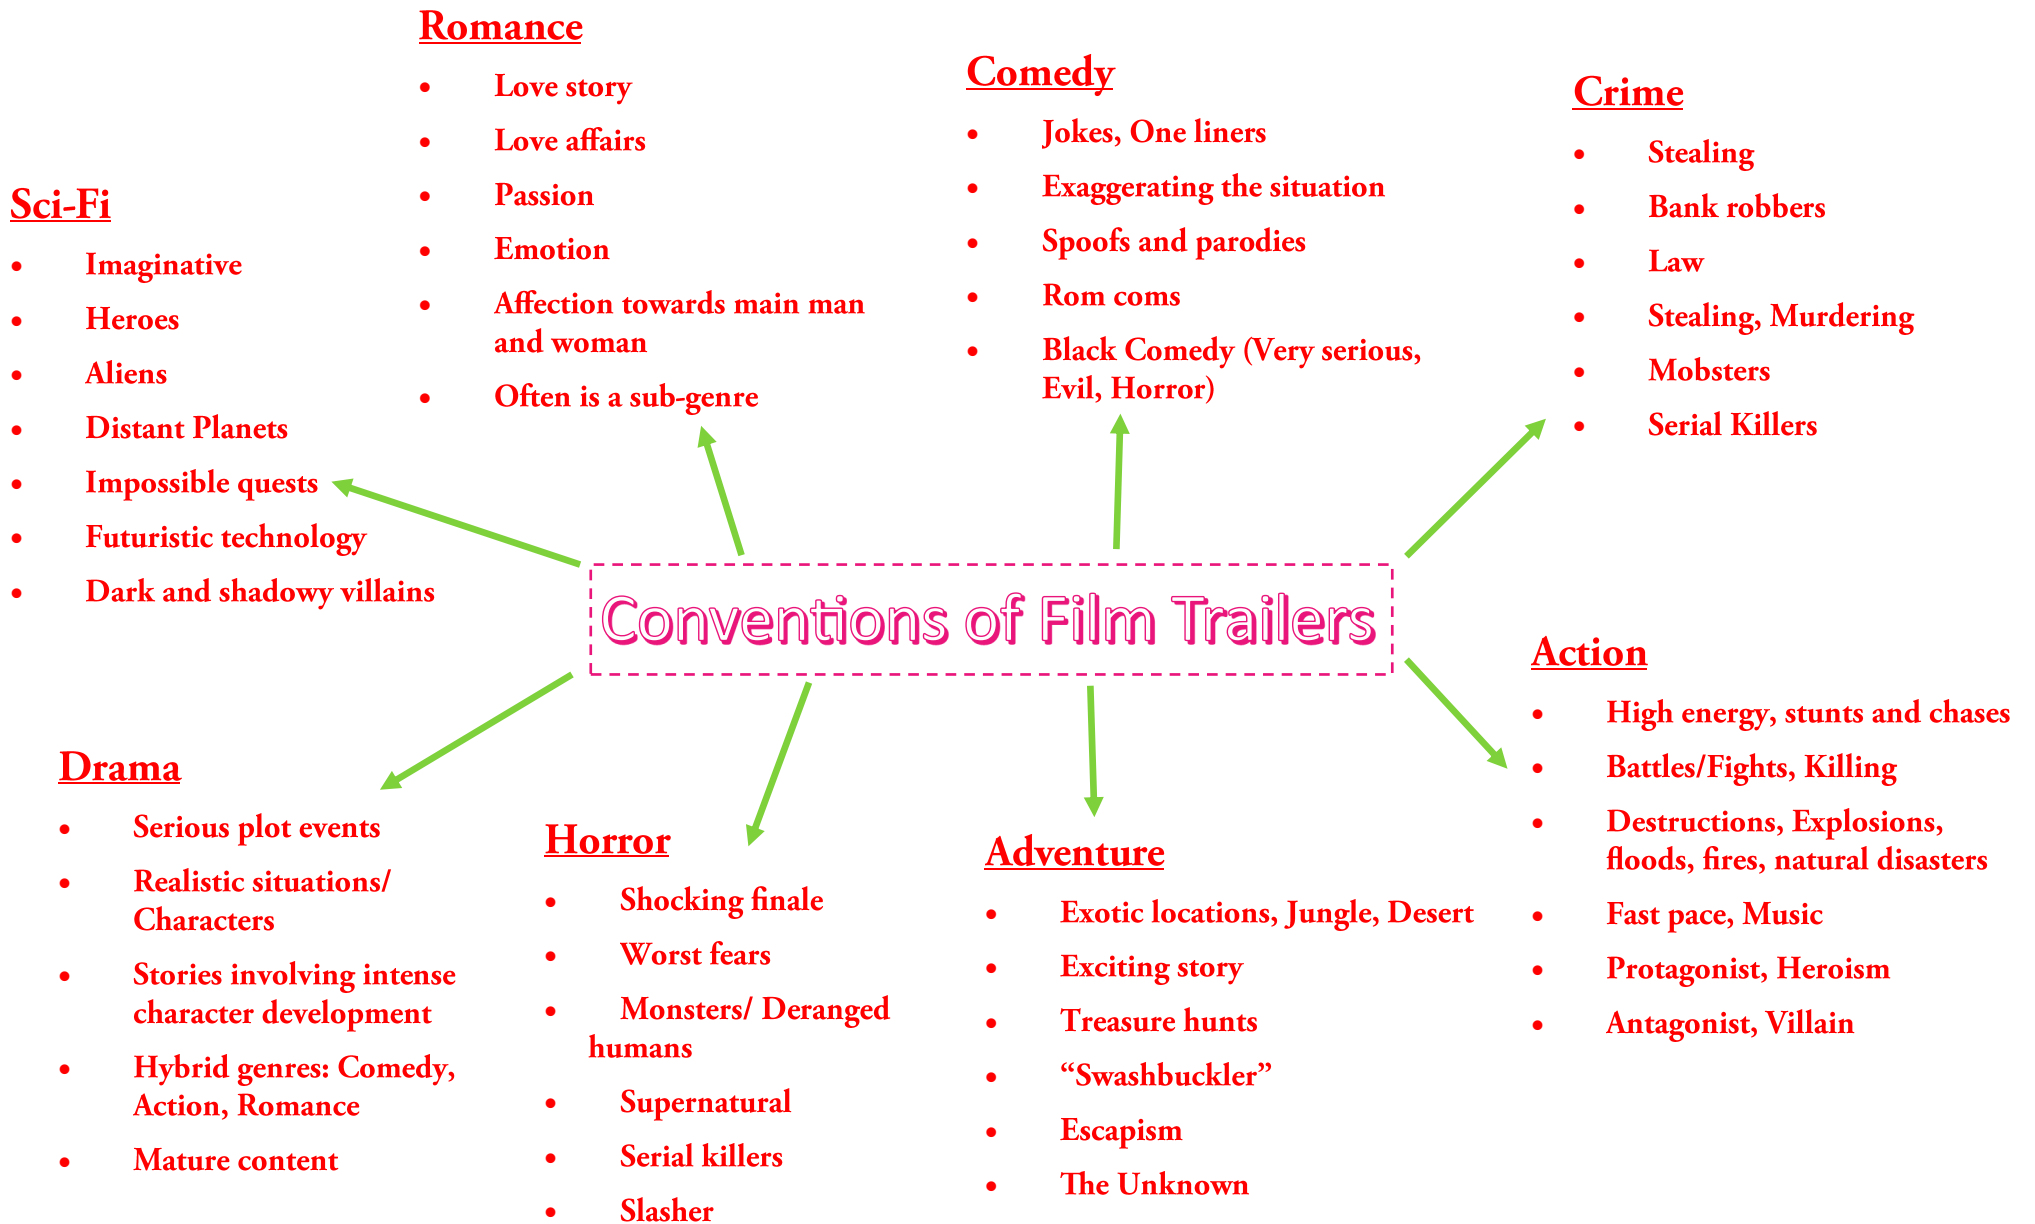 Romance
• Love story
• Love affairs
• Passion
• Emotion
• Affection towards main man
and woman
• Often is a sub-genre
Comedy
• Jokes, One liners
• Exaggerating the situation
• Spoofs and parodies
• Rom coms
• Black Comedy (Very serious,
Evil, Horror)
Crime
• Stealing
• Bank robbers
• Law
• Stealing, Murdering
• Mobsters
• Serial Killers
Sci-Fi
• Imaginative
• Heroes
• Aliens
• Distant Planets
• Impossible quests
• Futuristic technology
• Dark and shadowy villains
Conventions of Film Trailers
Action
• High energy, stunts and chases
• Battles/Fights, Killing
• Destructions, Explosions,
floods, fires, natural disasters
• Fast pace, Music
• Protagonist, Heroism
• Antagonist, Villain
Drama
• Serious plot events
• Realistic situations/
Characters
• Stories involving intense
character development
• Hybrid genres: Comedy,
Action, Romance
• Mature content
Horror
• Shocking finale
• Worst fears
• Monsters/ Deranged
humans
• Supernatural
• Serial killers
• Slasher
Adventure
• Exotic locations, Jungle, Desert
• Exciting story
• Treasure hunts
• “Swashbuckler”
• Escapism
• The Unknown